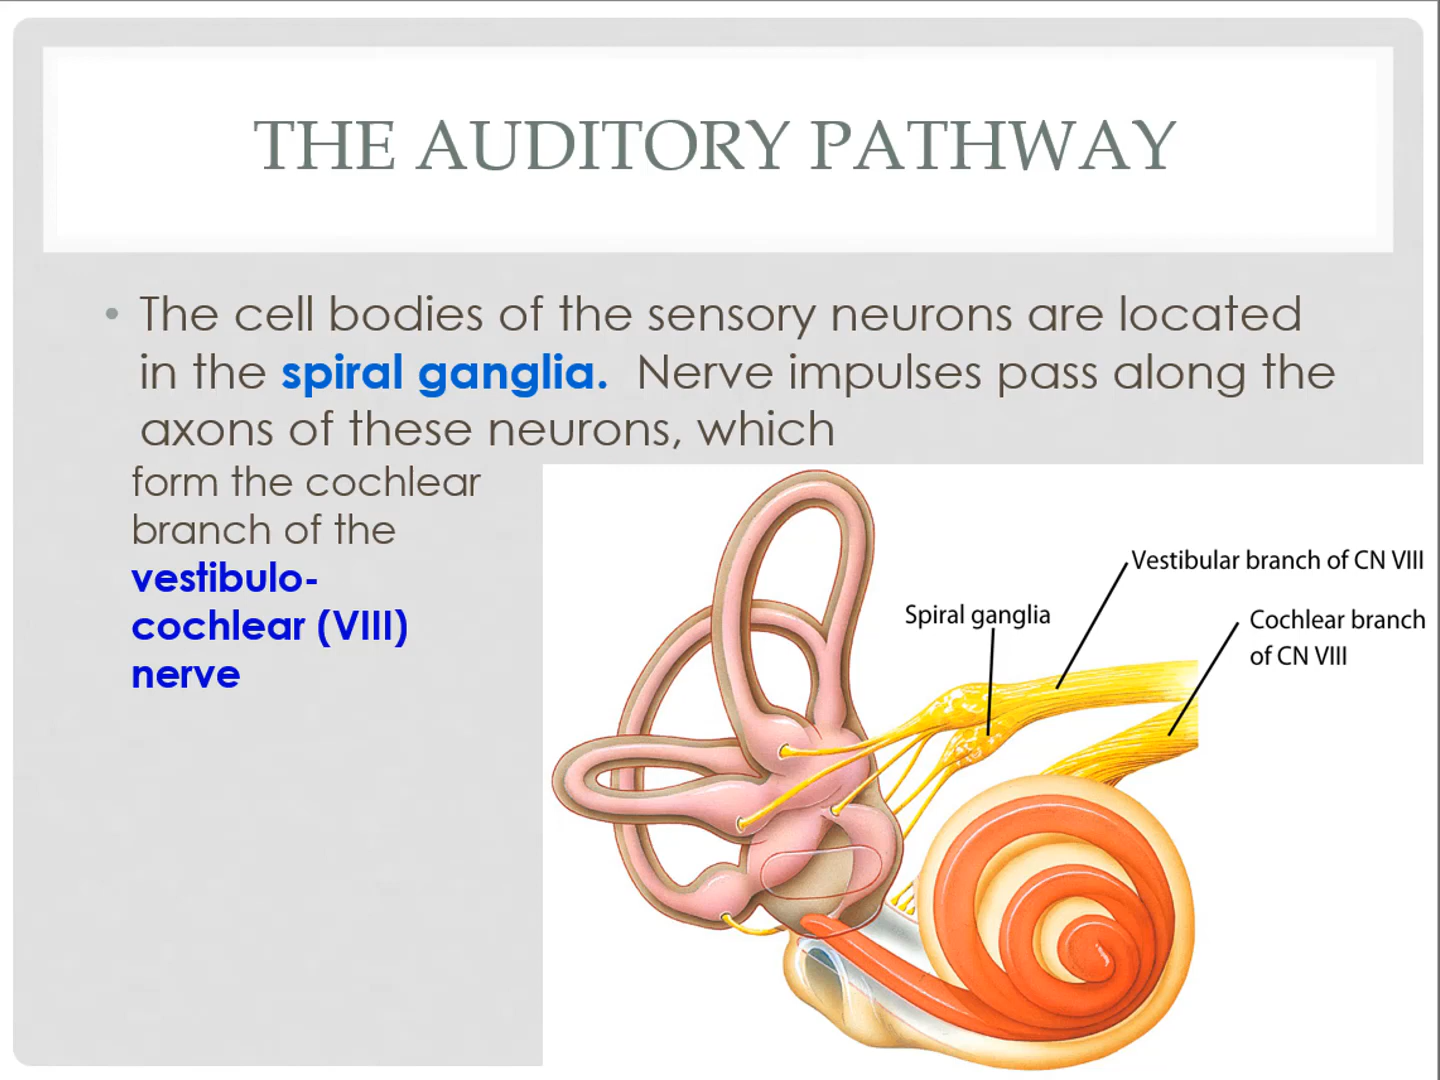 THE AUDITORY PATHWAY
• The cell bodies of the sensory neurons are located
in the spiral ganglia.  Nerve impulses pass along the
axons of these neurons, which
form the cochlear
branch of the
vestibulo-
cochlear (VIII)
nerve
Vestibular branch of CN VIII
Spiral ganglia
Cochlear branch
of CN VIII